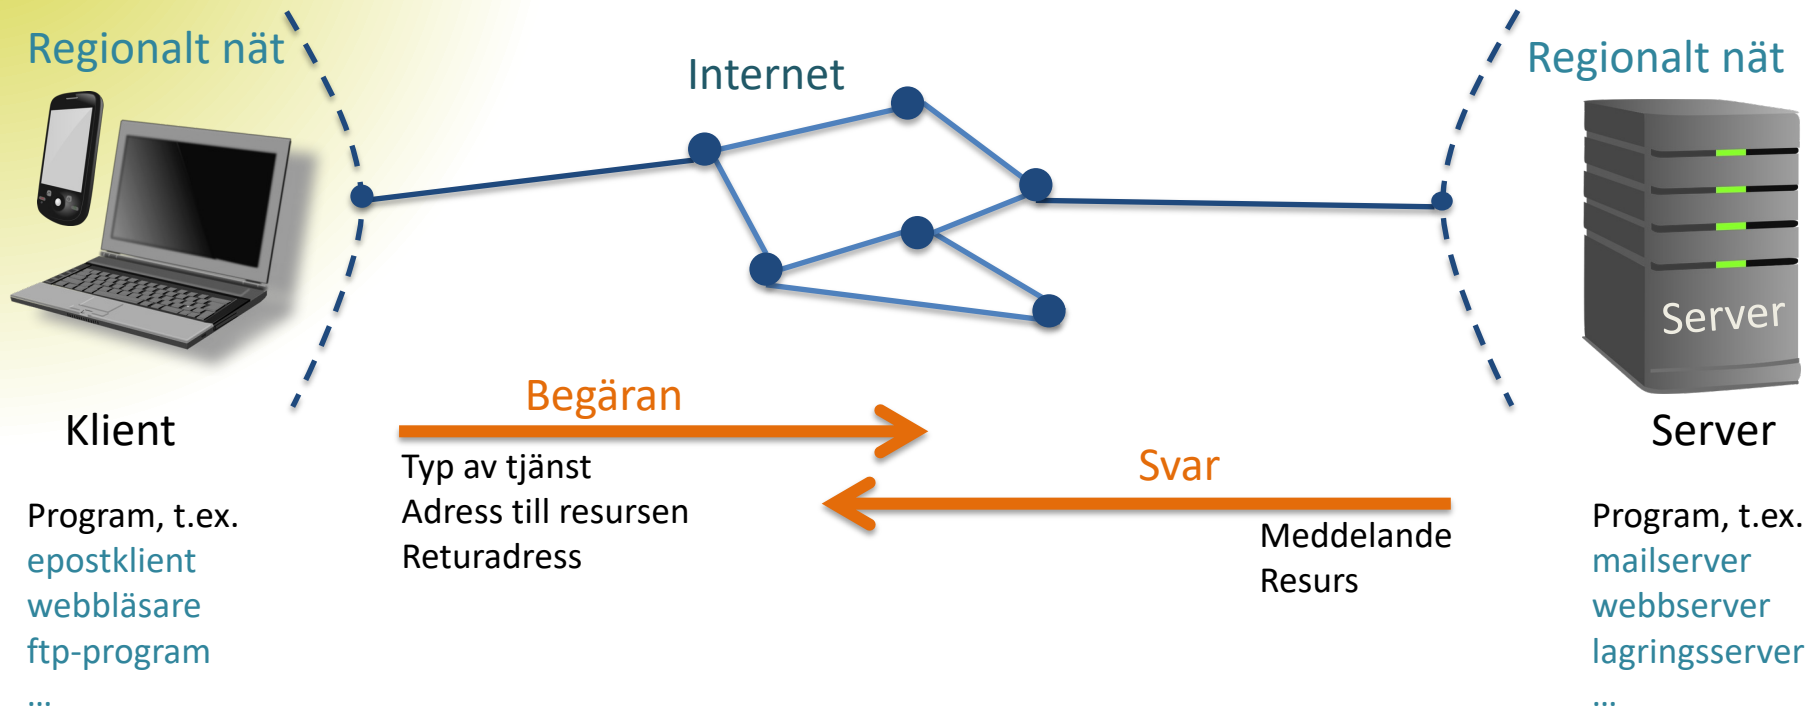 Regionalt nät
Internet
Regionalt nät
Server
Klient
Begäran
Typ av tjänst
Adress till resursen
Returadress
Svar
Meddelande
Resurs
Server
Program, t.ex.
epostklient
webbläsare
ftp-program
...
Program, t.ex.
mailserver
webbserver
lagringsserver
...